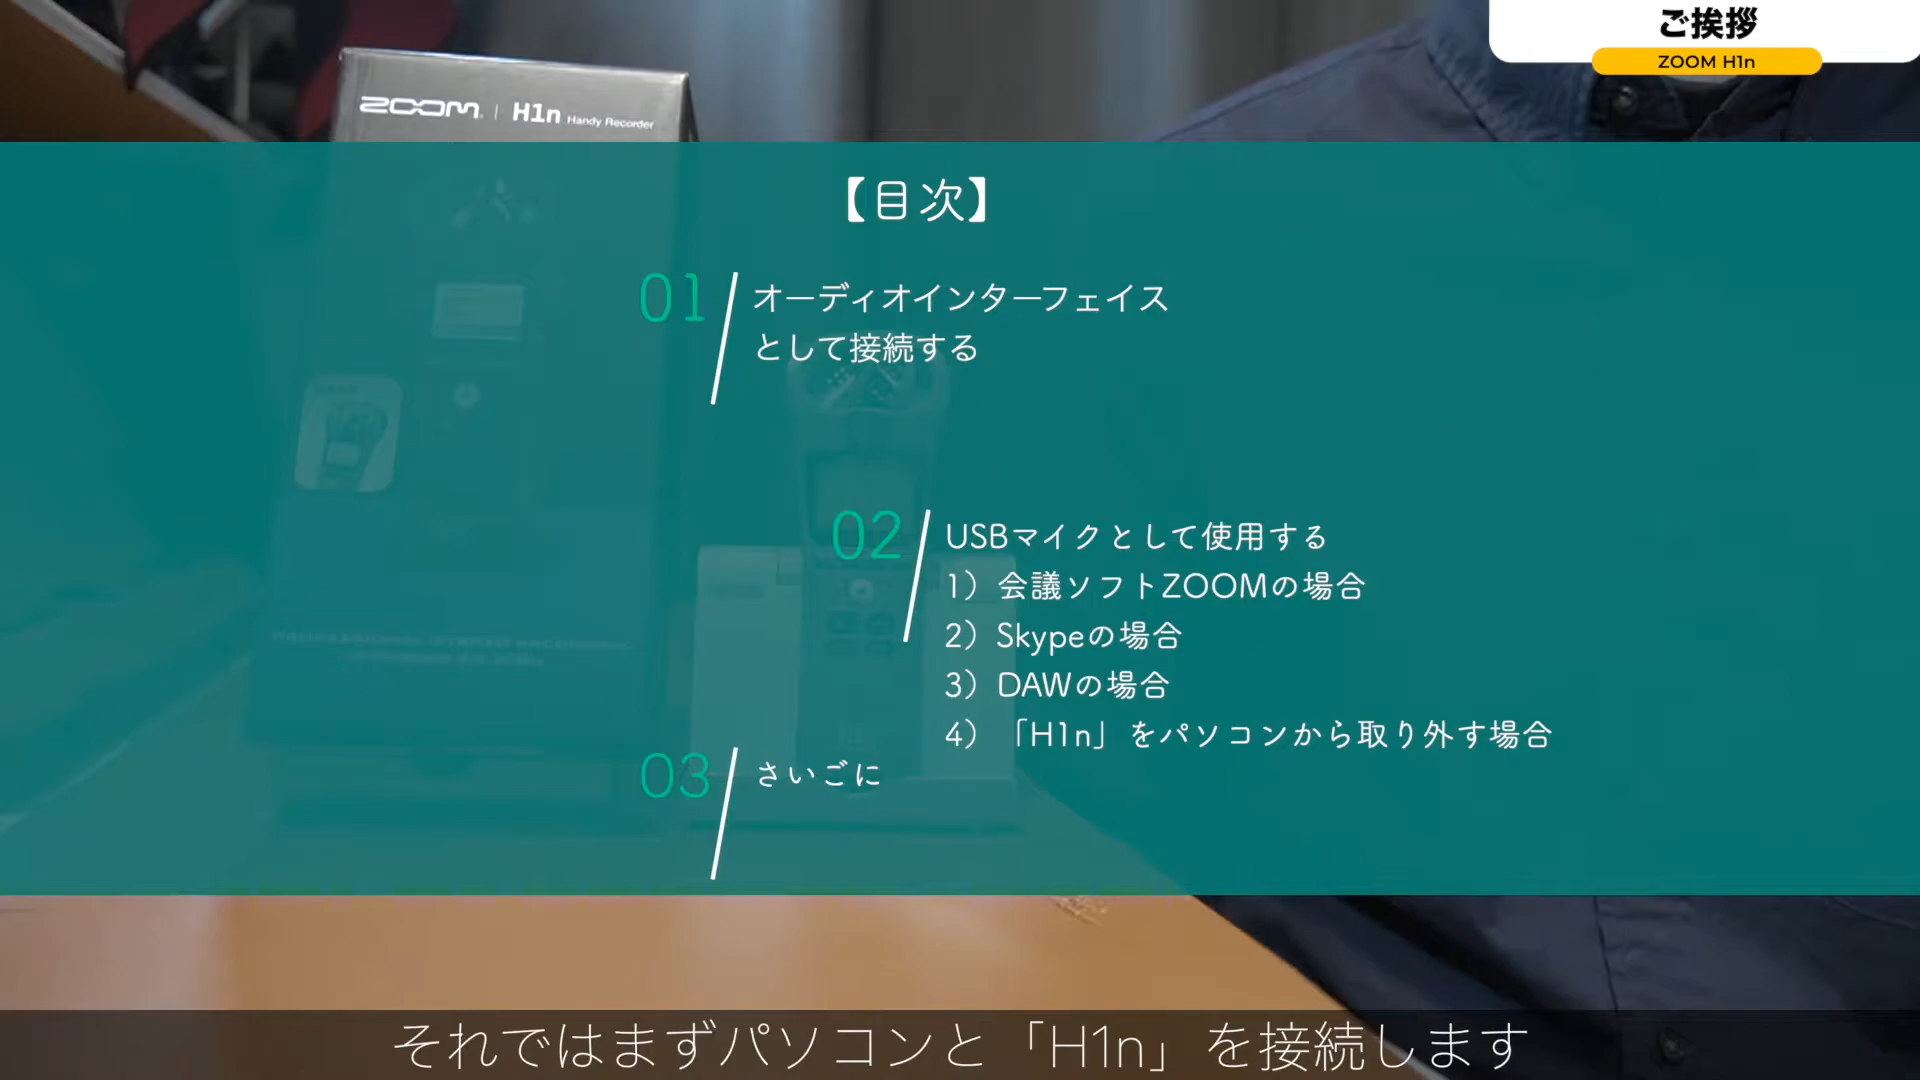 ご挨拶
ZOOM H1n
ZOOM | H1n Handy Recorder
【目次】
01
オーディオインターフェイス
として接続する
02
USBマイクとして使用する
1）会議ソフトZOOMの場合
2）Skypeの場合
3）DAWの場合
4）「H1n」をパソコンから取り外す場合
03
さいごに
それではまずパソコンと「H1n」を接続します